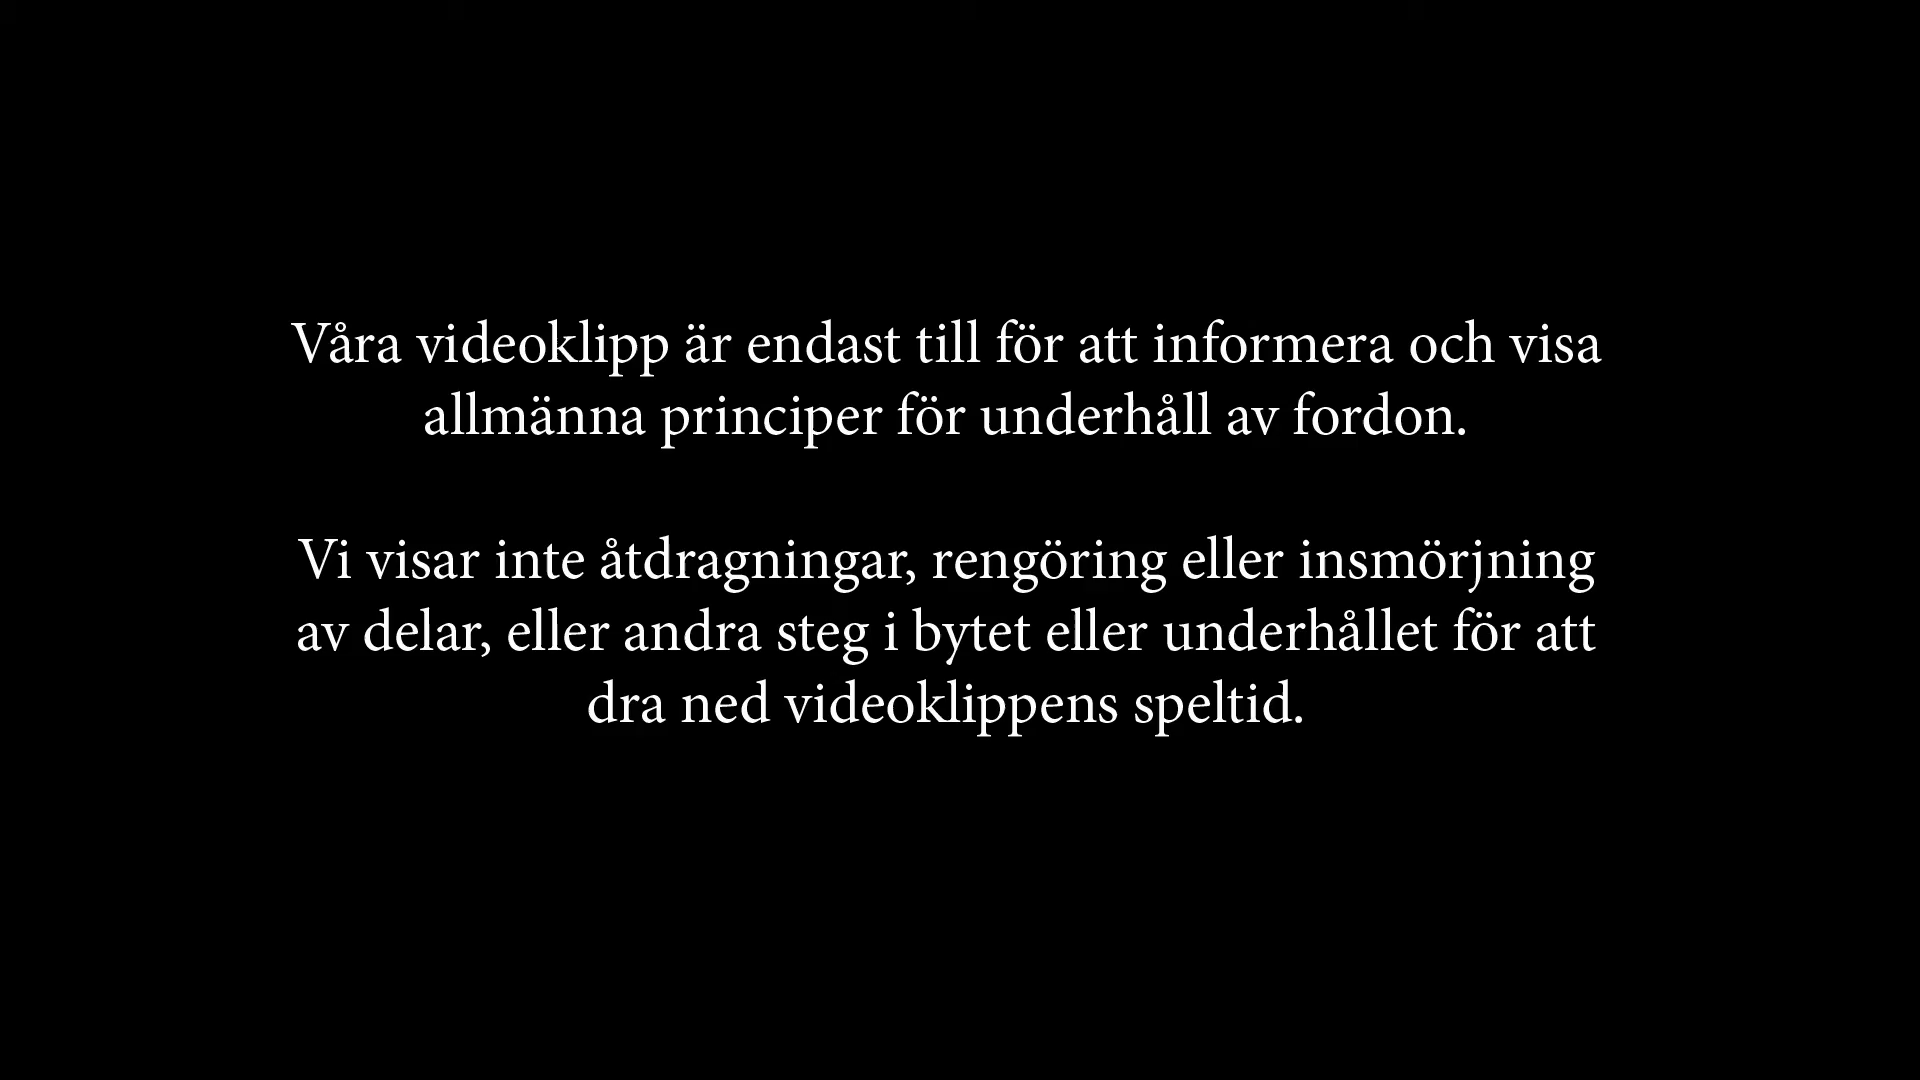 Våra videoklipp är endast till för att informera och visa
allmänna principer för underhåll av fordon.
Vi visar inte åtdragningar, rengöring eller insmörjning
av delar, eller andra steg i bytet eller underhållet för att
dra ned videoklippens speltid.